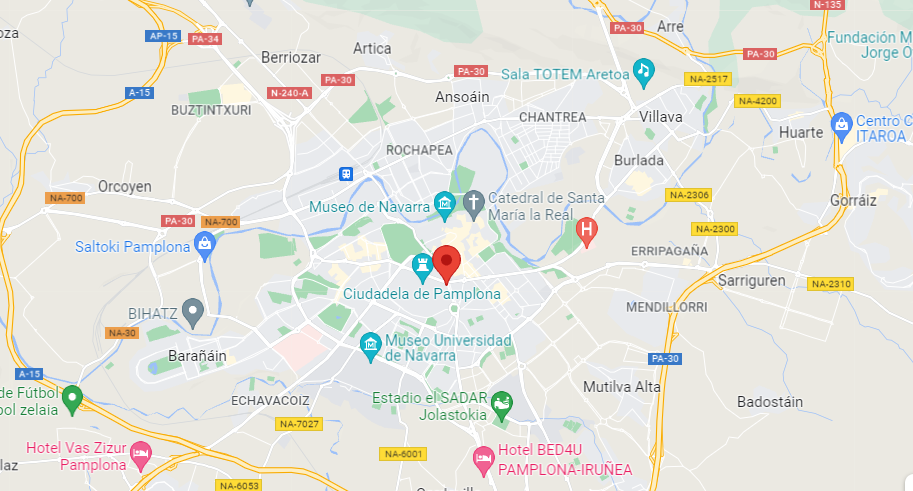 N-135
PA-30
Arre
oza
AP-15
PA-34
Artica
Berriozar
PA-30
Fundación M
Jorge O
PA-30
PA-30
Sala TOTEM Aretoa
NA-2517
A-15
N-240-A
Ansoáin
NA-4200
BUZTINTXURI
CHANTREA
Villava
Centro C
ITAROA
Huarte
ROCHAPEA
Burlada
Orcoyen
NA-700
NA-2306
Museo de Navarra
Catedral de Santa
María la Real
Gorráiz
PA-30
NA-700
NA-2300
Saltoki Pamplona
H
ERRIPAGAÑA
Sarriguren
NA-2310
Ciudadela de Pamplona
MENDILLORRI
BIHATZ
NA-30
Museo Universidad
de Navarra
Barañáin
PA-30
A-15
Mutilva Alta
de Fútbol
bol zelaia
ECHAVACOIZ
Estadio el SADAR
Jolastokia
Badostáin
NA-7027
Hotel Vas Zizur
Pamplona
NA-6001
Hotel BED4U
PAMPLONA-IRUÑEA
laz
NA-6053